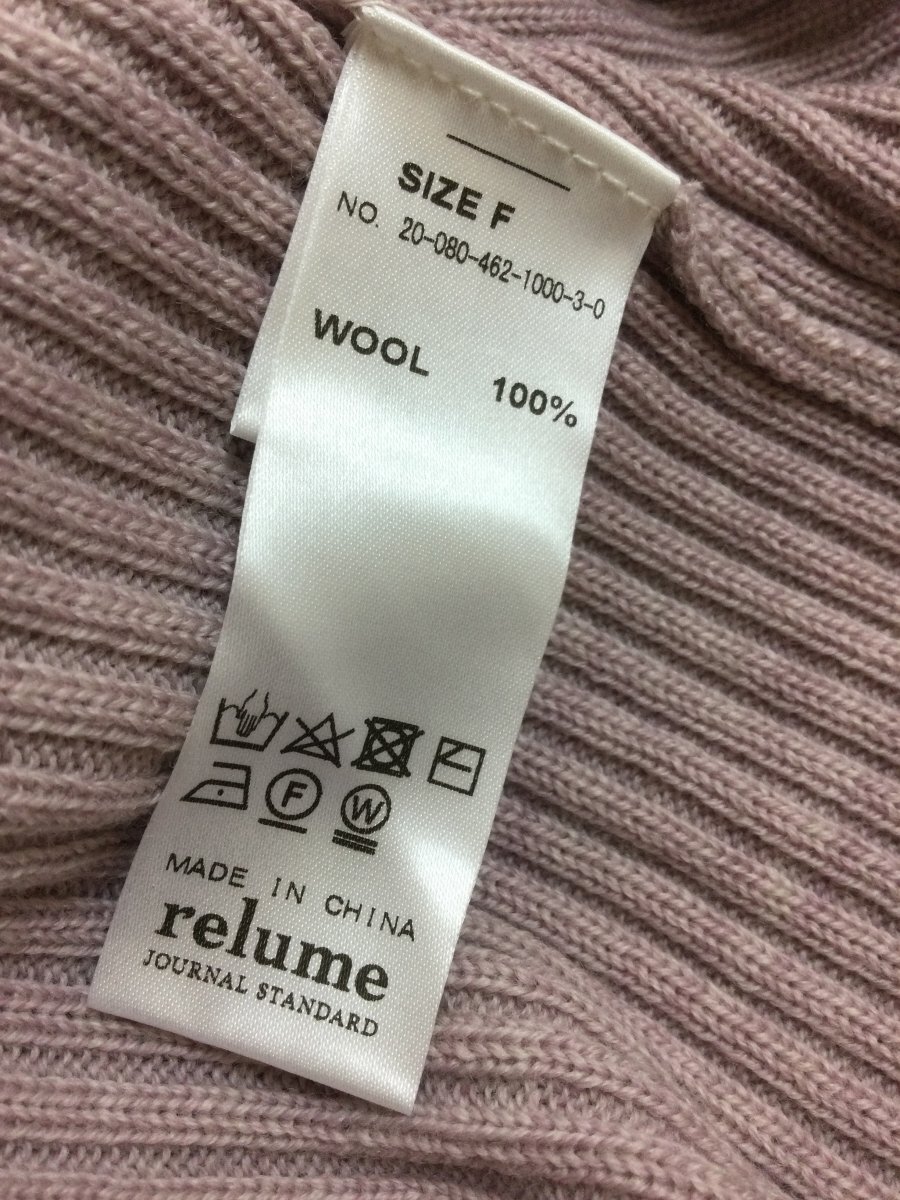 SIZE F
NO. 20-080-462-1000-3-0
WOOL 100%
F W
MADE IN CHINA
relume
JOURNAL STANDARD